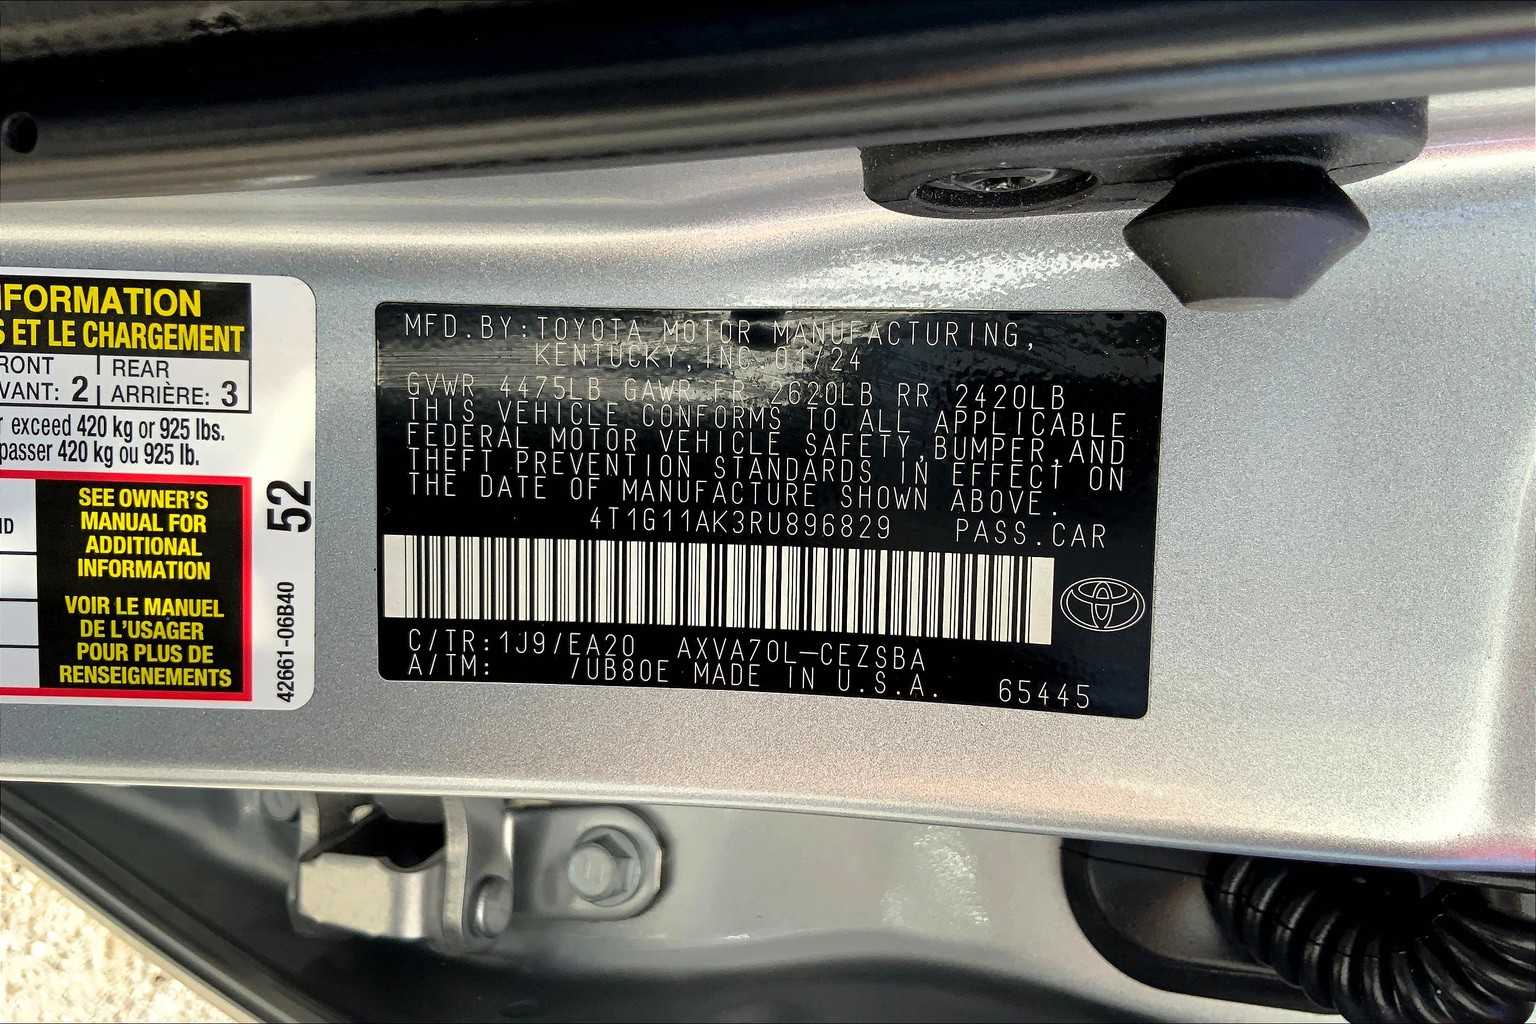 NFORMATION
S ET LE CHARGEMENT
RONT REAR
VANT: 2 ARRIÈRE: 3
r exceed 420 kg or 925 lbs.
passer 420 kg ou 925 lb.
SEE OWNER'S
MANUAL FOR
ADDITIONAL
INFORMATION
VOIR LE MANUEL
DE L'USAGER
POUR PLUS DE
RENSEIGNEMENTS
52
42661-06B40
MFD.BY:TOYOTA MOTOR MANUFACTURING,
KENTUCKY,INC 01/24
GVWR 4475LB GAWR FR 2620LB RR 2420LB
THIS VEHICLE CONFORMS TO ALL APPLICABLE
FEDERAL MOTOR VEHICLE SAFETY,BUMPER,AND
THEFT PREVENTION STANDARDS IN EFFECT ON
THE DATE OF MANUFACTURE SHOWN ABOVE.
4T1G11AK3RU896829 PASS.CAR
C/TR:1J9/EA20 AXVA70L-CEZSBA
A/TM: /UB80E MADE IN U.S.A. 65445